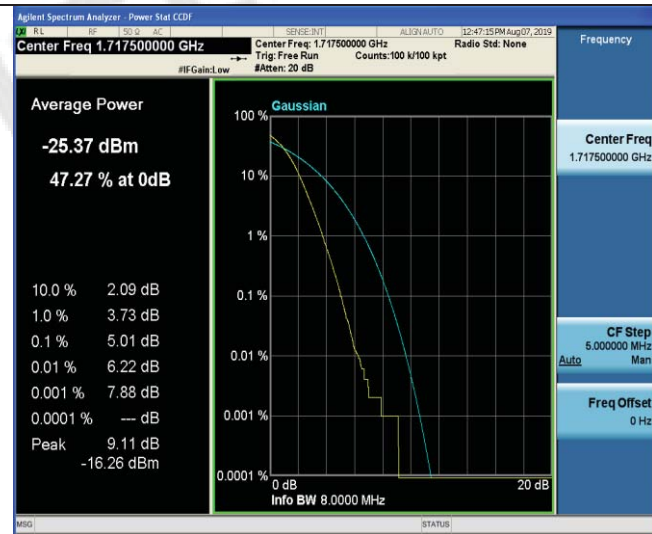 Agilent Spectrum Analyzer - Power Stat CCDF
RL RF 50 Ω AC SENSE:INT ALIGN AUTO 12:47:15 PM Aug 07, 2019
Center Freq 1.717500000 GHz
Center Freq: 1.717500000 GHz Radio Std: None
Trig: Free Run Counts:100 k/100 kpt
#IFGain:Low #Atten: 20 dB
Frequency
Average Power
-25.37 dBm
47.27 % at 0dB
10.0 % 2.09 dB
1.0 % 3.73 dB
0.1 % 5.01 dB
0.01 % 6.22 dB
0.001 % 7.88 dB
0.0001 % --- dB
Peak 9.11 dB
-16.26 dBm
Gaussian
100 %
10 %
1 %
0.1 %
0.01 %
0.001 %
0.0001 %
0 dB 20 dB
Info BW 8.0000 MHz
Center Freq
1.717500000 GHz
CF Step
5.000000 MHz
Auto Man
Freq Offset
0 Hz
MSG STATUS